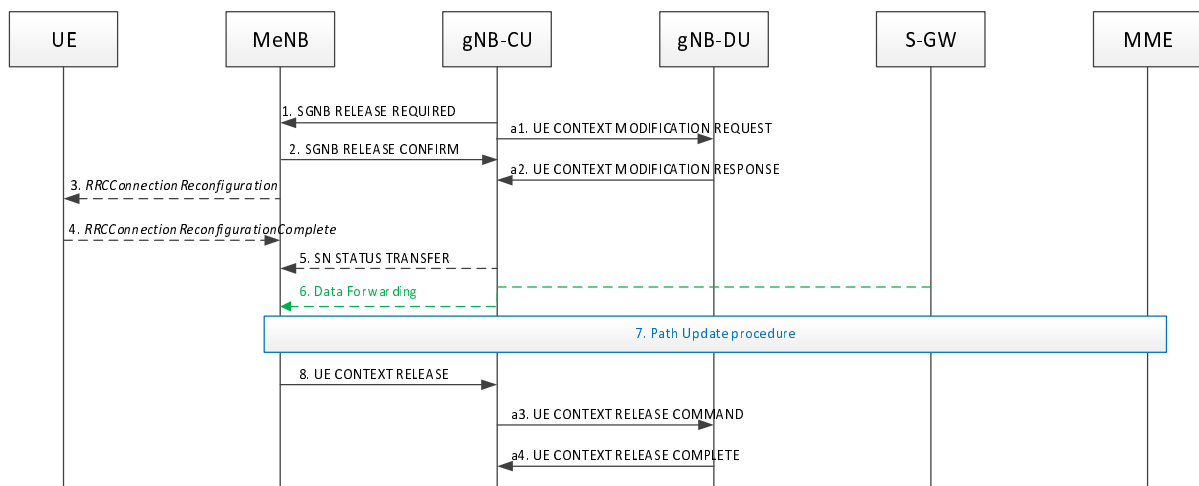 UE
MeNB
gNB-CU
gNB-DU
S-GW
MME
1. SGNB RELEASE REQUIRED
a1. UE CONTEXT MODIFICATION REQUEST
2. SGNB RELEASE CONFIRM
a2. UE CONTEXT MODIFICATION RESPONSE
3. RRCConnectionReconfiguration
4. RRCConnectionReconfigurationComplete
5. SN STATUS TRANSFER
6. Data Forwarding
7. Path Update procedure
8. UE CONTEXT RELEASE
a3. UE CONTEXT RELEASE COMMAND
a4. UE CONTEXT RELEASE COMPLETE